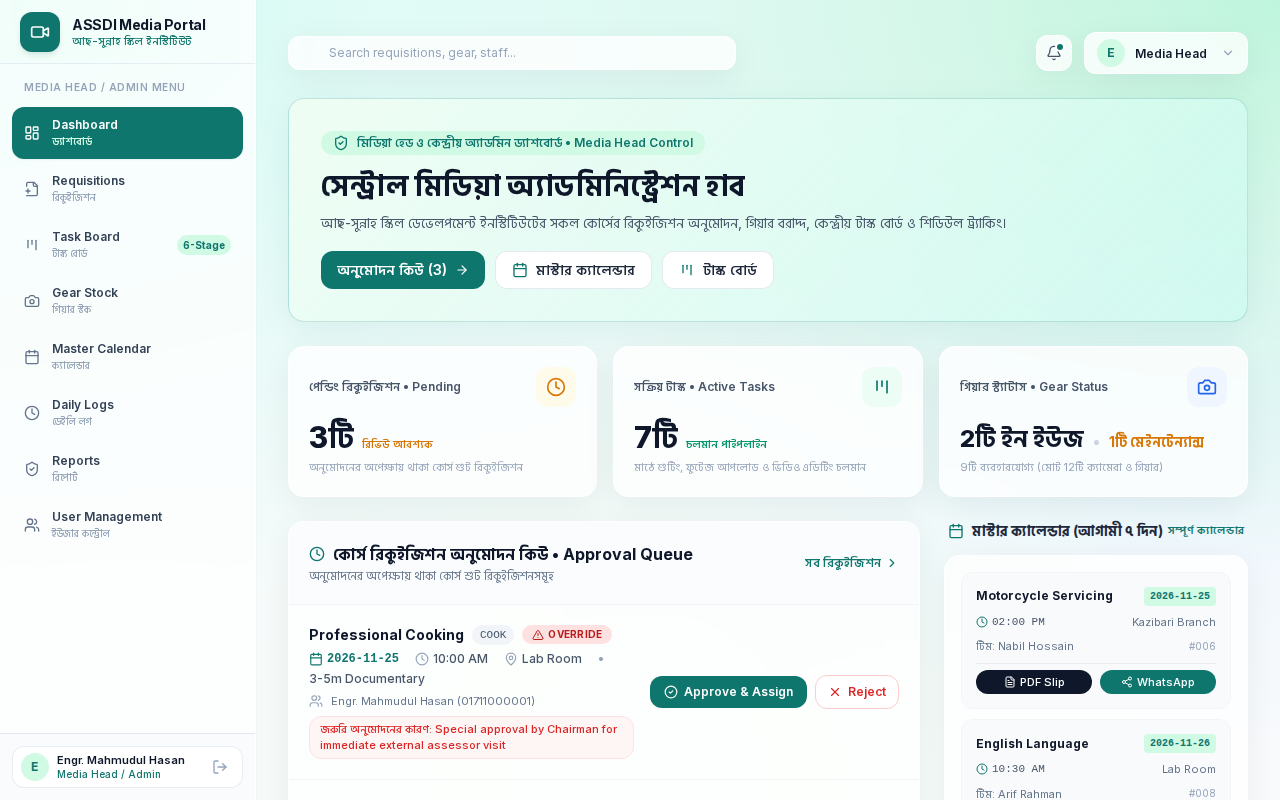 ASSDI Media Portal
আছ-সুন্নাহ স্কিল ইনস্টিটিউট
MEDIA HEAD / ADMIN MENU
Dashboard
ড্যাশবোর্ড
Requisitions
রিকুইজিশন
Task Board
টাস্ক বোর্ড
6-Stage
Gear Stock
গিয়ার স্টক
Master Calendar
ক্যালেন্ডার
Daily Logs
ডেইলি লগ
Reports
রিপোর্ট
User Management
ইউজার কন্ট্রোল
E
Engr. Mahmudul Hasan
Media Head / Admin
Search requisitions, gear, staff...
E
Media Head
মিডিয়া হেড ও কেন্দ্রীয় অ্যাডমিন ড্যাশবোর্ড • Media Head Control
সেন্ট্রাল মিডিয়া অ্যাডমিনিস্ট্রেশন হাব
আছ-সুন্নাহ স্কিল ডেভেলপমেন্ট ইনস্টিটিউটের সকল কোর্সের রিকুইজিশন অনুমোদন, গিয়ার বরাদ্দ, কেন্দ্রীয় টাস্ক বোর্ড ও শিডিউল ট্র্যাকিং।
অনুমোদন কিউ (3)
মাস্টার ক্যালেন্ডার
টাস্ক বোর্ড
পেন্ডিং রিকুইজিশন • Pending
3টি রিভিউ আবশ্যক
অনুমোদনের অপেক্ষায় থাকা কোর্স শুট রিকুইজিশন
সক্রিয় টাস্ক • Active Tasks
7টি চলমান পাইপলাইন
মাঠে শুটিং, ফুটেজ আপলোড ও ভিডিও এডিটিং চলমান
গিয়ার স্ট্যাটাস • Gear Status
2টি ইন ইউজ • 1টি মেইনটেন্যান্স
9টি ব্যবহারযোগ্য (মোট 12টি ক্যামেরা ও গিয়ার)
কোর্স রিকুইজিশন অনুমোদন কিউ • Approval Queue
অনুমোদনের অপেক্ষায় থাকা কোর্স শুট রিকুইজিশনসমূহ
সব রিকুইজিশন
Professional Cooking COOK OVERRIDE
2026-11-25 10:00 AM Lab Room •
3-5m Documentary
Engr. Mahmudul Hasan (01711000001)
জরুরি অনুমোদনের কারণ: Special approval by Chairman for
immediate external assessor visit
Approve & Assign
Reject
মাস্টার ক্যালেন্ডার (আগামী ৭ দিন) সম্পূর্ণ ক্যালেন্ডার
Motorcycle Servicing 2026-11-25
02:00 PM Kazibari Branch
টিম: Nabil Hossain #006
PDF Slip WhatsApp
English Language 2026-11-26
10:30 AM Lab Room
টিম: Arif Rahman #008